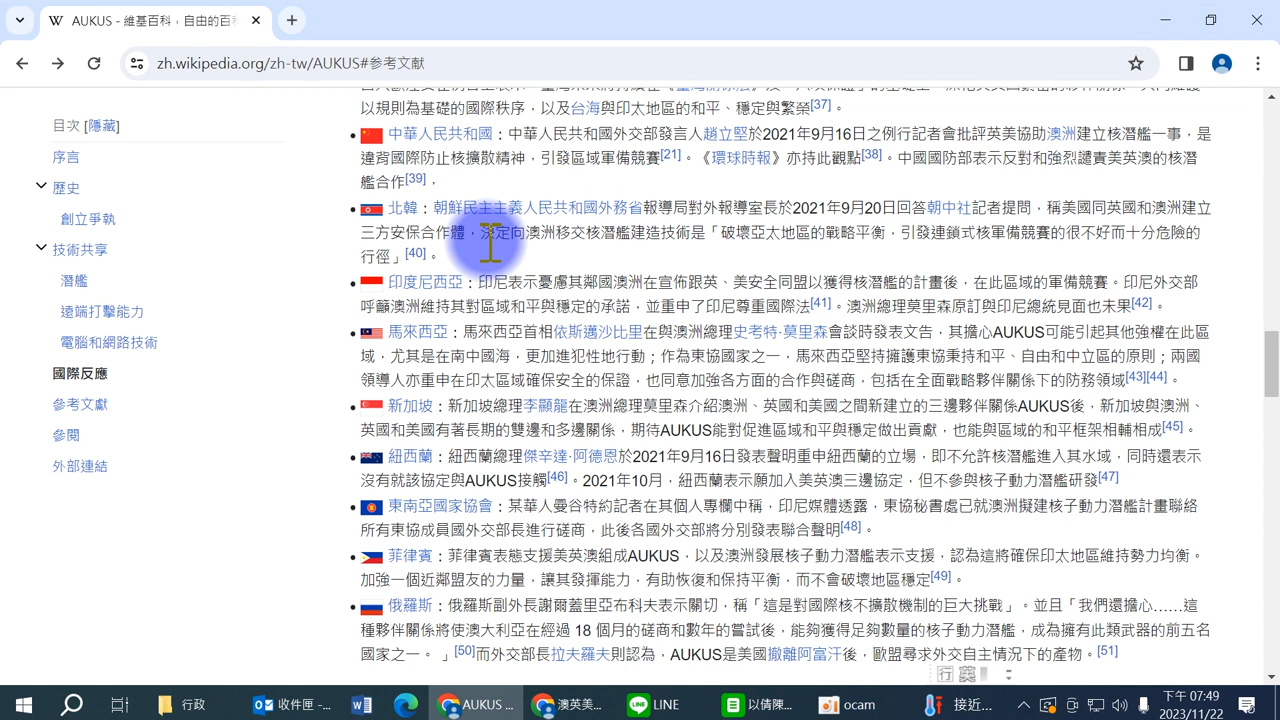 AUKUS - 維基百科，自由的百
zh.wikipedia.org/zh-tw/AUKUS#参考文献
目次 [隱藏]
序言
歷史
創立爭執
技術共享
潛艦
遠端打擊能力
電腦和網路技術
國際反應
參考文獻
參閱
外部連結
以規則為基礎的國際秩序，以及台海與印太地區的和平、穩定與繁榮[37]。
中華人民共和國：中華人民共和國外交部發言人趙立堅於2021年9月16日之例行記者會批評英美協助澳洲建立核潛艦一事，是
違背國際防止核擴散精神，引發區域軍備競賽[21]。《環球時報》亦持此觀點[38]。中國國防部表示反對和強烈譴責美英澳的核潛
艦合作[39]，
北韓：朝鮮民主主義人民共和國外務省報導局對外報導室長於2021年9月20日回答朝中社記者提問，稱美國同英國和澳洲建立
三方安保合作體，決定向澳洲移交核潛艦建造技術是「破壞亞太地區的戰略平衡，引發連鎖式核軍備競賽的很不好而十分危險的
行徑」[40]。
印度尼西亞：印尼表示憂慮其鄰國澳洲在宣佈跟英、美安全同盟以獲得核潛艦的計畫後，在此區域的軍備競賽。印尼外交部
呼籲澳洲維持其對區域和平與穩定的承諾，並重申了印尼尊重國際法[41]。澳洲總理莫里森原訂與印尼總統見面也未果[42]。
馬來西亞：馬來西亞首相依斯邁沙比里在與澳洲總理史考特·莫里森會談時發表文告，其擔心AUKUS可能引起其他強權在此區
域，尤其是在南中國海，更加進犯性地行動；作為東協國家之一，馬來西亞堅持擁護東協秉持和平、自由和中立區的原則；兩國
領導人亦重申在印太區域確保安全的保證，也同意加強各方面的合作與磋商，包括在全面戰略夥伴關係下的防務領域[43][44]。
新加坡：新加坡總理李顯龍在澳洲總理莫里森介紹澳洲、英國和美國之間新建立的三邊夥伴關係AUKUS後，新加坡與澳洲、
英國和美國有著長期的雙邊和多邊關係，期待AUKUS能對促進區域和平與穩定做出貢獻，也能與區域的和平框架相輔相成[45]。
紐西蘭：紐西蘭總理傑辛達·阿德恩於2021年9月16日發表聲明重申紐西蘭的立場，即不允許核潛艦進入其水域，同時還表示
沒有就該協定與AUKUS接觸[46]。2021年10月，紐西蘭表示願加入美英澳三邊協定，但不參與核子動力潛艦研發[47]
東南亞國家協會：某華人曼谷特約記者在其個人專欄中稱，印尼媒體透露，東協秘書處已就澳洲擬建核子動力潛艦計畫聯絡
所有東協成員國外交部長進行磋商，此後各國外交部將分別發表聯合聲明[48]。
菲律賓：菲律賓表態支援美英澳組成AUKUS，以及澳洲發展核子動力潛艦表示支援，認為這將確保印太地區維持勢力均衡。
加強一個近鄰盟友的力量，讓其發揮能力，有助恢復和保持平衡，而不會破壞地區穩定[49]。
俄羅斯：俄羅斯副外長謝爾蓋里亞布科夫表示關切，稱「這是對國際核不擴散機制的巨大挑戰」。並且「我們還擔心……這
種夥伴關係將使澳大利亞在經過 18 個月的磋商和數年的嘗試後，能夠獲得足夠數量的核子動力潛艦，成為擁有此類武器的前五名
國家之一。 」[50]而外交部長拉夫羅夫則認為，AUKUS是美國撤離阿富汗後，歐盟尋求外交自主情況下的產物。[51]
行 英
行政
收件匣 -...
AUKUS ...
澳英美...
LINE
以倩陳...
ocam
接近...
下午 07:49
2023/11/22